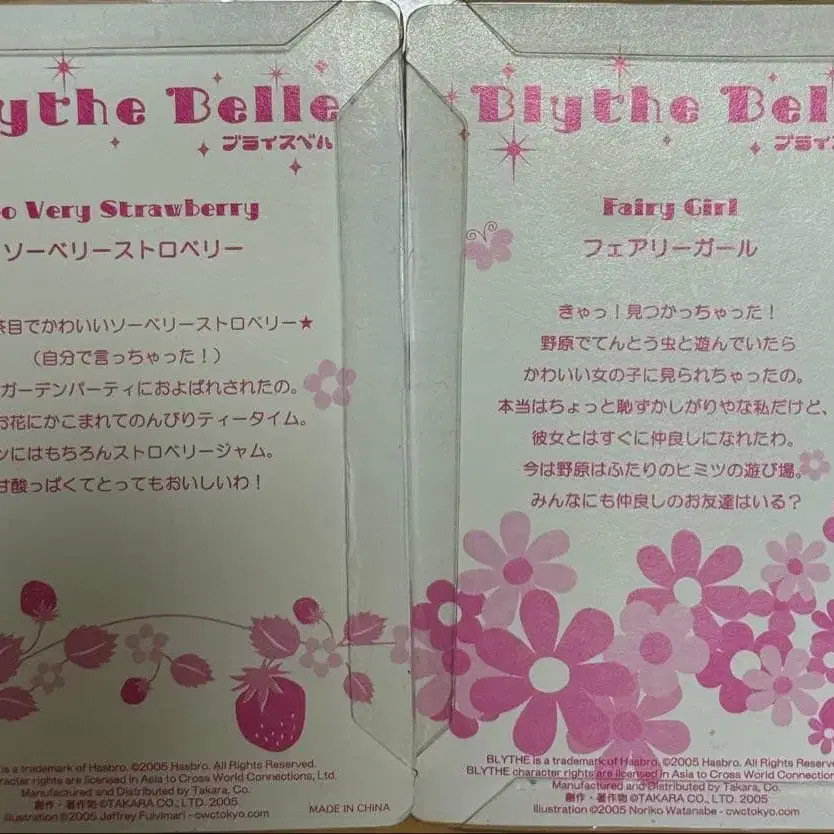 ythe Belle
ブライスベル
o Very Strawberry
ソーベリーストロベリー
茶目でかわいいソーベリーストロベリー★
（自分で言っちゃった！）
ガーデンパーティにおよばれされたの。
お花にかこまれてのんびりティータイム。
ンにはもちろんストロベリージャム。
甘酸っぱくてとってもおいしいわ！
is a trademark of Hasbro. ©2005 Hasbro. All Rights Reserved.
racter rights are licensed in Asia to Cross World Connections, Ltd.
Manufactured and Distributed by Takara, Co.
創作・著作物 ©TAKARA CO., LTD. 2005
Illustration ©2005 Jeffrey Fulvimari - cwctokyo.com
MADE IN CHINA
Blythe Bel
ブライス
Fairy Girl
フェアリーガール
きゃっ！見つかっちゃった！
野原でてんとう虫と遊んでいたら
かわいい女の子に見られちゃったの。
本当はちょっと恥ずかしがりやな私だけど、
彼女とはすぐに仲良しになれたわ。
今は野原はふたりのヒミツの遊び場。
みんなにも仲良しのお友達はいる？
BLYTHE is a trademark of Hasbro. ©2005 Hasbro. All Rights Reserved.
BLYTHE character rights are licensed in Asia to Cross World Connection
Manufactured and Distributed by Takara, Co.
創作・著作物 ©TAKARA CO., LTD. 2005
Illustration ©2005 Noriko Watanabe - cwctokyo.com